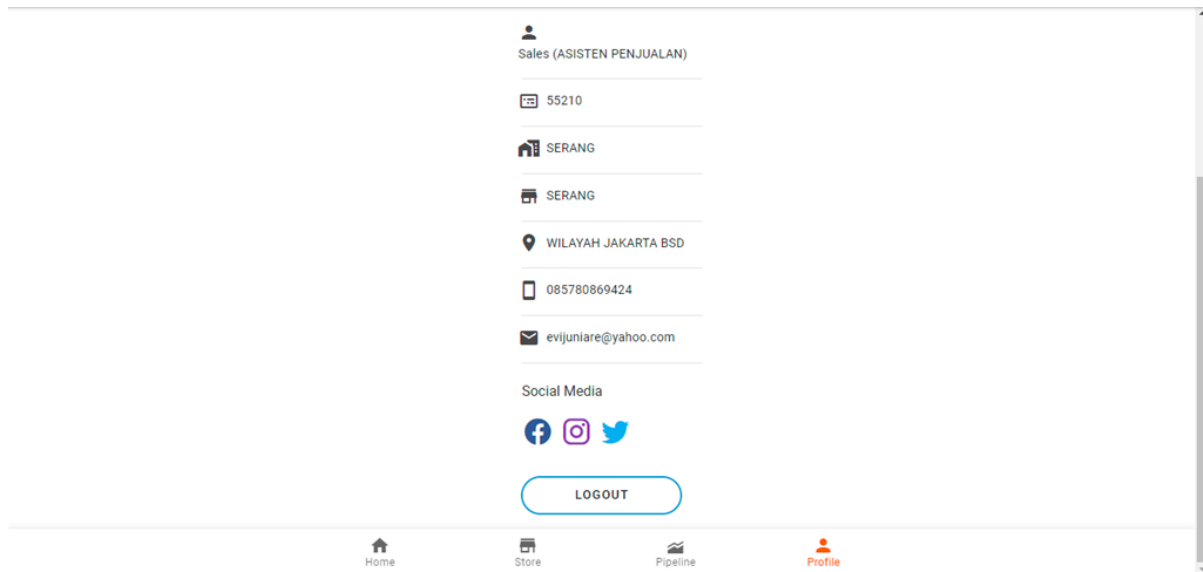 Sales (ASISTEN PENJUALAN)
55210
SERANG
SERANG
WILAYAH JAKARTA BSD
085780869424
evijuniare@yahoo.com
Social Media
LOGOUT
Home
Store
Pipeline
Profile